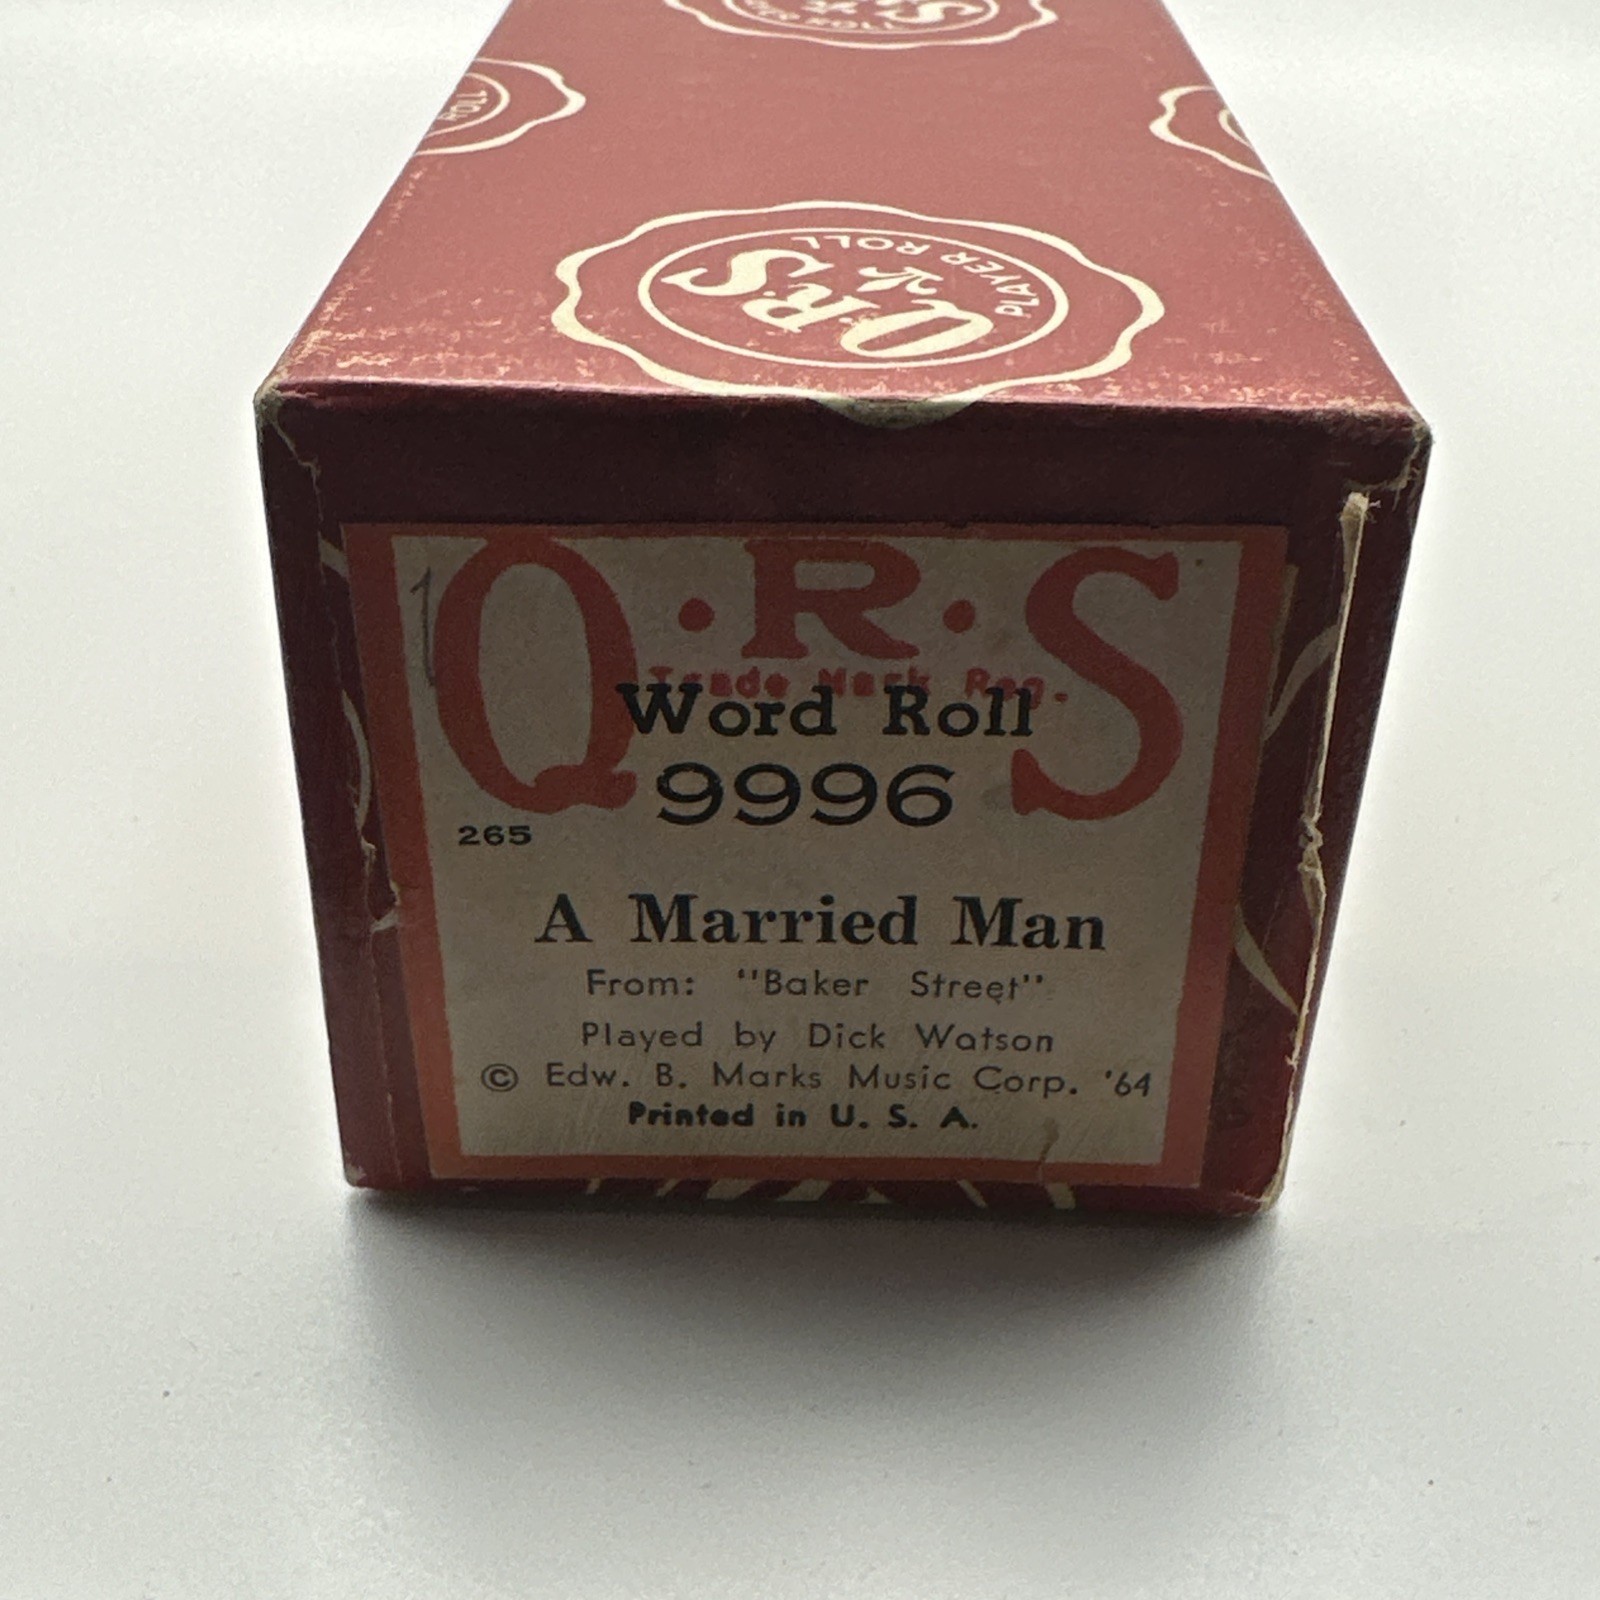 Q·R·S
PLAYER ROLL
1
Q·R·S
Trade Mark Reg.
Word Roll
9996
265
A Married Man
From: "Baker Street"
Played by Dick Watson
© Edw. B. Marks Music Corp. '64
Printed in U. S. A.